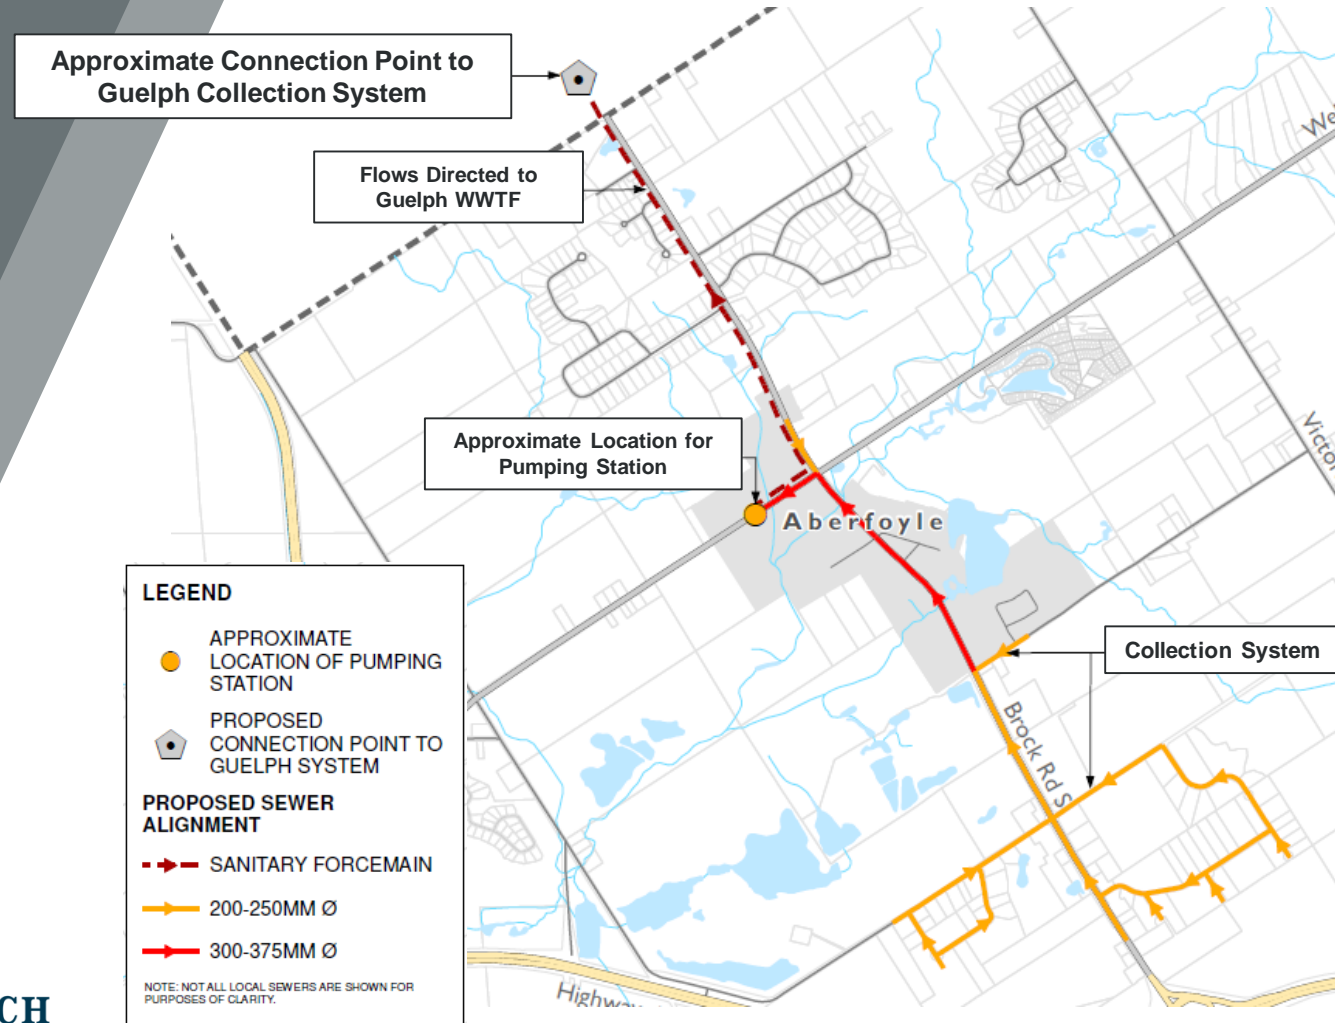 Approximate Connection Point to
Guelph Collection System
Flows Directed to
Guelph WWTF
Approximate Location for
Pumping Station
Aberfoyle
Collection System
Brock Rd S
LEGEND
APPROXIMATE
LOCATION OF PUMPING
STATION
PROPOSED
CONNECTION POINT TO
GUELPH SYSTEM
PROPOSED SEWER
ALIGNMENT
SANITARY FORCEMAIN
200-250MM Ø
300-375MM Ø
NOTE: NOT ALL LOCAL SEWERS ARE SHOWN FOR
PURPOSES OF CLARITY.